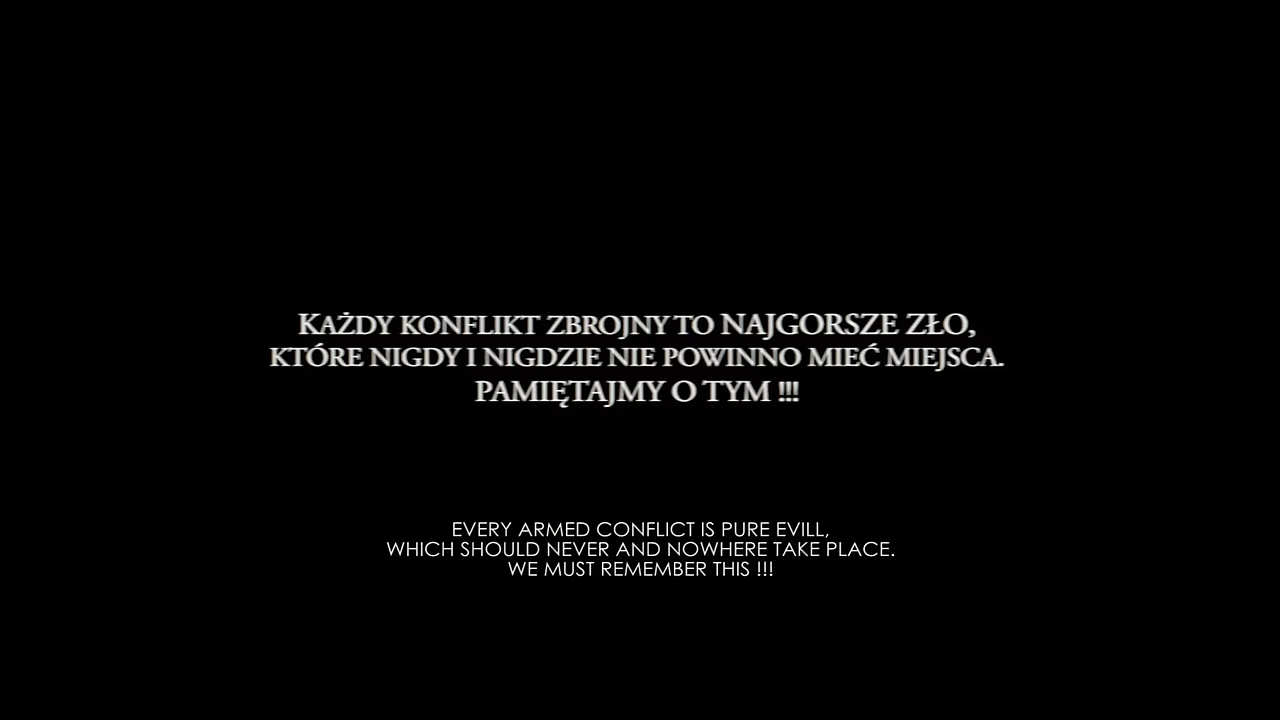 KAŻDY KONFLIKT ZBROJNY TO NAJGORSZE ZŁO,
KTÓRE NIGDY I NIGDZIE NIE POWINNO MIEĆ MIEJSCA.
PAMIĘTAJMY O TYM !!!
EVERY ARMED CONFLICT IS PURE EVILL,
WHICH SHOULD NEVER AND NOWHERE TAKE PLACE.
WE MUST REMEMBER THIS !!!